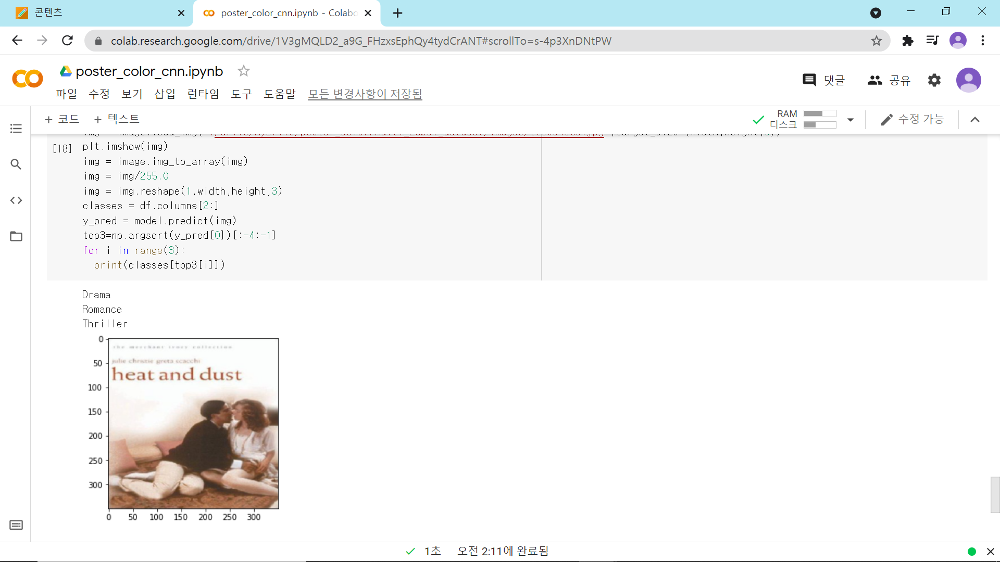 콘텐츠
poster_color_cnn.ipynb - Colabo
colab.research.google.com/drive/1V3gMQLD2_a9G_FHzxsEphQy4tydCrANT#scrollTo=s-4p3XnDNtPW
poster_color_cnn.ipynb
댓글 공유
파일 수정 보기 삽입 런타임 도구 도움말 모든 변경사항이 저장됨
+ 코드 + 텍스트
RAM
디스크
수정 가능
[18] plt.imshow(img)
img = image.img_to_array(img)
img = img/255.0
img = img.reshape(1,width,height,3)
classes = df.columns[2:]
y_pred = model.predict(img)
top3=np.argsort(y_pred[0])[:-4:-1]
for i in range(3):
print(classes[top3[i]])
Drama
Romance
Thriller
the merchant ivory collection
julie christie greta scacchi
heat and dust
0
50
100
150
200
250
300
0 50 100 150 200 250 300
1초 오전 2:11에 완료됨